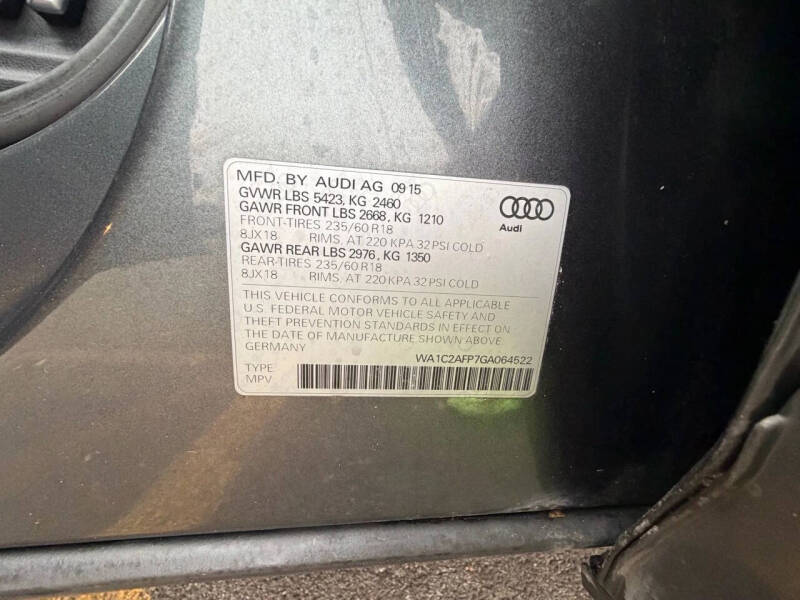 MFD. BY AUDI AG 09 15
GVWR LBS 5423, KG 2460
GAWR FRONT LBS 2668, KG 1210
FRONT-TIRES 235/60 R18
8JX18 RIMS, AT 220 KPA 32 PSI COLD
GAWR REAR LBS 2976, KG 1350
REAR-TIRES 235/60 R18
8JX18 RIMS, AT 220 KPA 32 PSI COLD
Audi
THIS VEHICLE CONFORMS TO ALL APPLICABLE
U.S. FEDERAL MOTOR VEHICLE SAFETY AND
THEFT PREVENTION STANDARDS IN EFFECT ON
THE DATE OF MANUFACTURE SHOWN ABOVE.
GERMANY
WA1C2AFP7GA064522
TYPE
MPV